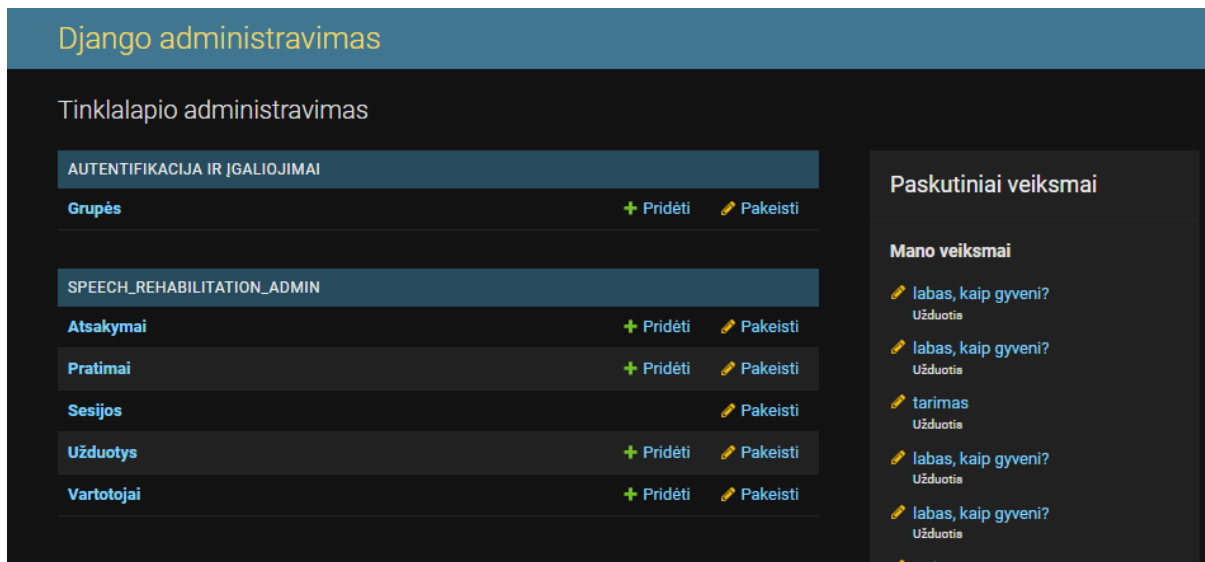 Django administravimas
Tinklalapio administravimas
AUTENTIFIKACIJA IR ĮGALIOJIMAI
Grupės Pridėti Pakeisti
SPEECH_REHABILITATION_ADMIN
Atsakymai Pridėti Pakeisti
Pratimai Pridėti Pakeisti
Sesijos Pakeisti
Užduotys Pridėti Pakeisti
Vartotojai Pridėti Pakeisti
Paskutiniai veiksmai
Mano veiksmai
labas, kaip gyveni?
Užduotis
labas, kaip gyveni?
Užduotis
tarimas
Užduotis
labas, kaip gyveni?
Užduotis
labas, kaip gyveni?
Užduotis